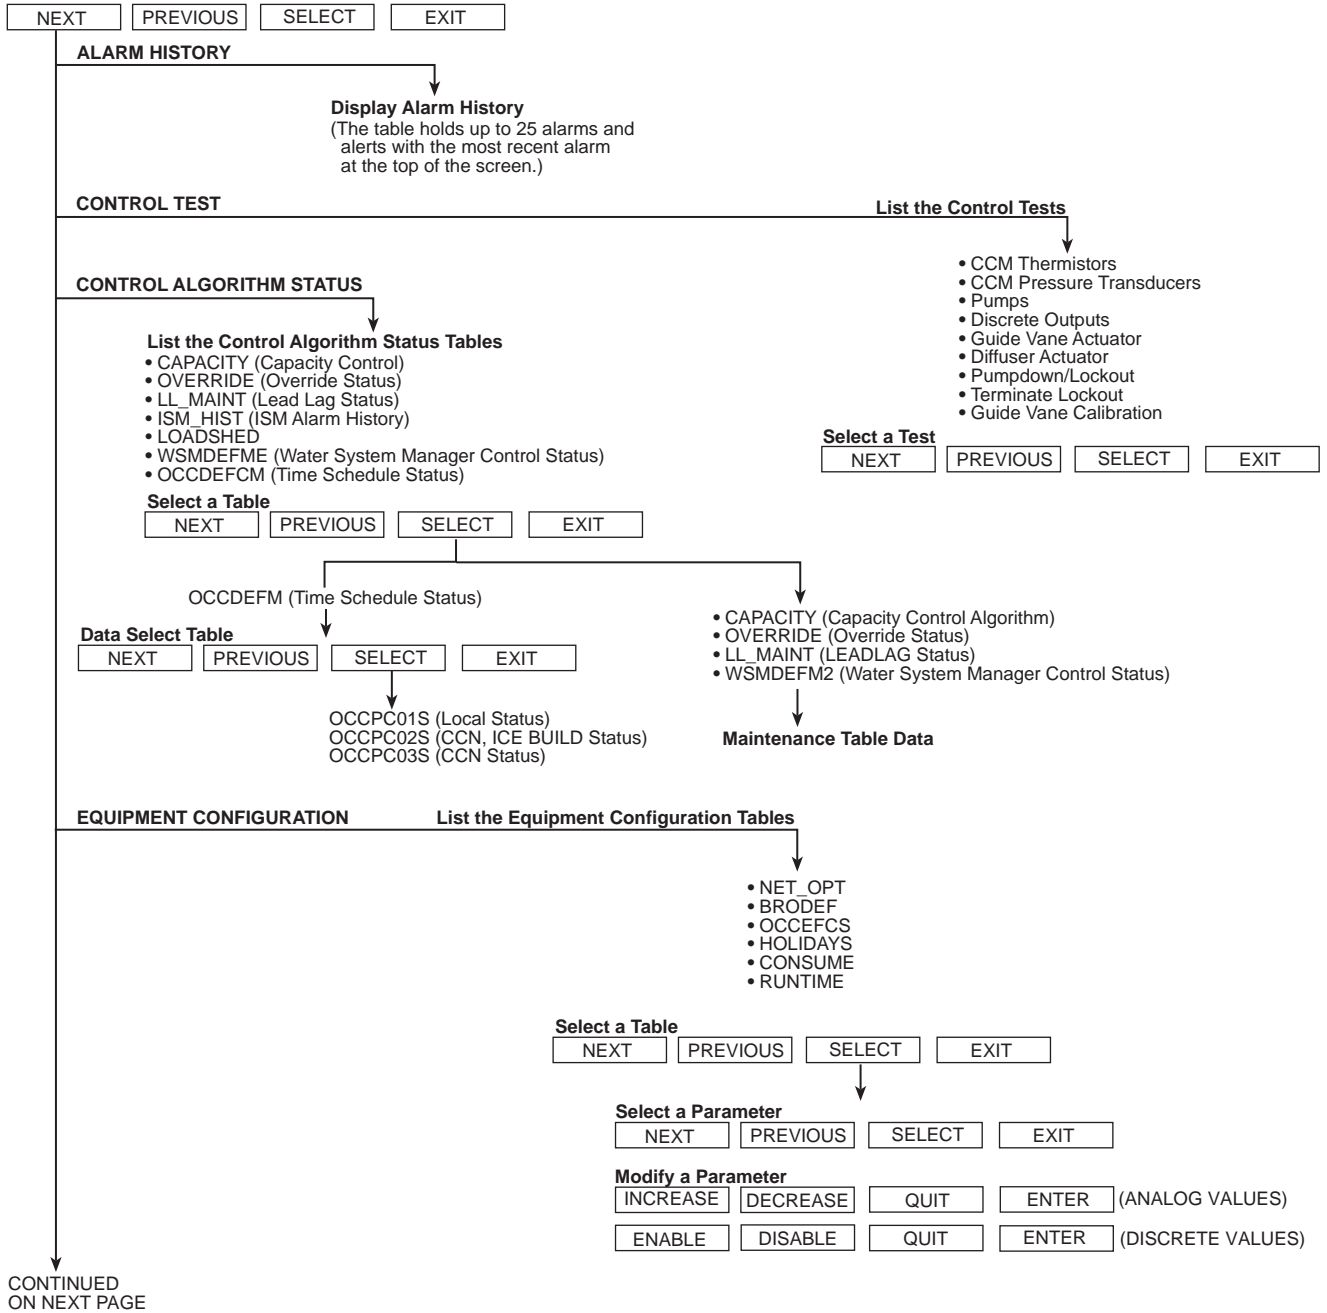 NEXT PREVIOUS SELECT EXIT
ALARM HISTORY
Display Alarm History
(The table holds up to 25 alarms and
alerts with the most recent alarm
at the top of the screen.)
CONTROL TEST
List the Control Tests
• CCM Thermistors
• CCM Pressure Transducers
• Pumps
• Discrete Outputs
• Guide Vane Actuator
• Diffuser Actuator
• Pumpdown/Lockout
• Terminate Lockout
• Guide Vane Calibration
Select a Test
NEXT PREVIOUS SELECT EXIT
CONTROL ALGORITHM STATUS
List the Control Algorithm Status Tables
• CAPACITY (Capacity Control)
• OVERRIDE (Override Status)
• LL_MAINT (Lead Lag Status)
• ISM_HIST (ISM Alarm History)
• LOADSHED
• WSMDEFME (Water System Manager Control Status)
• OCCDEFCM (Time Schedule Status)
Select a Table
NEXT PREVIOUS SELECT EXIT
OCCDEFM (Time Schedule Status)
Data Select Table
NEXT PREVIOUS SELECT EXIT
OCCPC01S (Local Status)
OCCPC02S (CCN, ICE BUILD Status)
OCCPC03S (CCN Status)
• CAPACITY (Capacity Control Algorithm)
• OVERRIDE (Override Status)
• LL_MAINT (LEADLAG Status)
• WSMDEFM2 (Water System Manager Control Status)
Maintenance Table Data
EQUIPMENT CONFIGURATION
List the Equipment Configuration Tables
• NET_OPT
• BRODEF
• OCCEFCS
• HOLIDAYS
• CONSUME
• RUNTIME
Select a Table
NEXT PREVIOUS SELECT EXIT
Select a Parameter
NEXT PREVIOUS SELECT EXIT
Modify a Parameter
INCREASE DECREASE QUIT ENTER (ANALOG VALUES)
ENABLE DISABLE QUIT ENTER (DISCRETE VALUES)
CONTINUED
ON NEXT PAGE